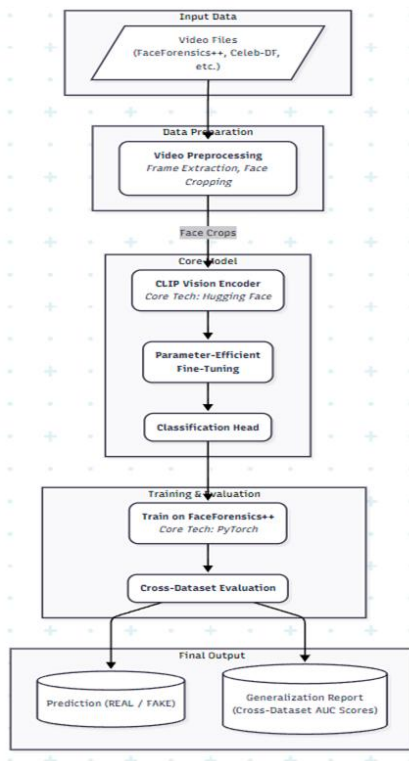 Input Data
Video Files
(FaceForensics++, Celeb-DF,
etc.)
Data Preparation
Video Preprocessing
Frame Extraction, Face
Cropping
Face Crops
Core Model
CLIP Vision Encoder
Core Tech: Hugging Face
Parameter-Efficient
Fine-Tuning
Classification Head
Training & Evaluation
Train on FaceForensics++
Core Tech: PyTorch
Cross-Dataset Evaluation
Final Output
Prediction (REAL / FAKE)
Generalization Report
(Cross-Dataset AUC Scores)